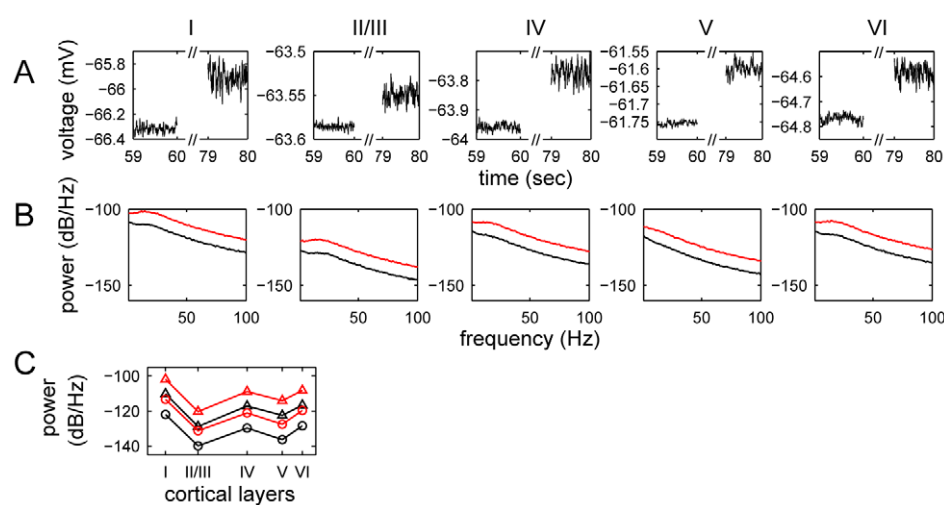 I II/III IV V VI
A
voltage (mV)
−65.8
−66
−66.2
−66.4
59 60 79 80
−63.5
−63.55
−63.6
59 60 79 80
−63.8
−63.9
−64
59 60 79 80
−61.55
−61.6
−61.65
−61.7
−61.75
59 60 79 80
−64.6
−64.7
−64.8
59 60 79 80
time (sec)
B
power (dB/Hz)
−100
−150
50 100
−100
−150
50 100
−100
−150
50 100
−100
−150
50 100
−100
−150
50 100
frequency (Hz)
C
power
(dB/Hz)
−100
−120
−140
I II/III IV V VI
cortical layers